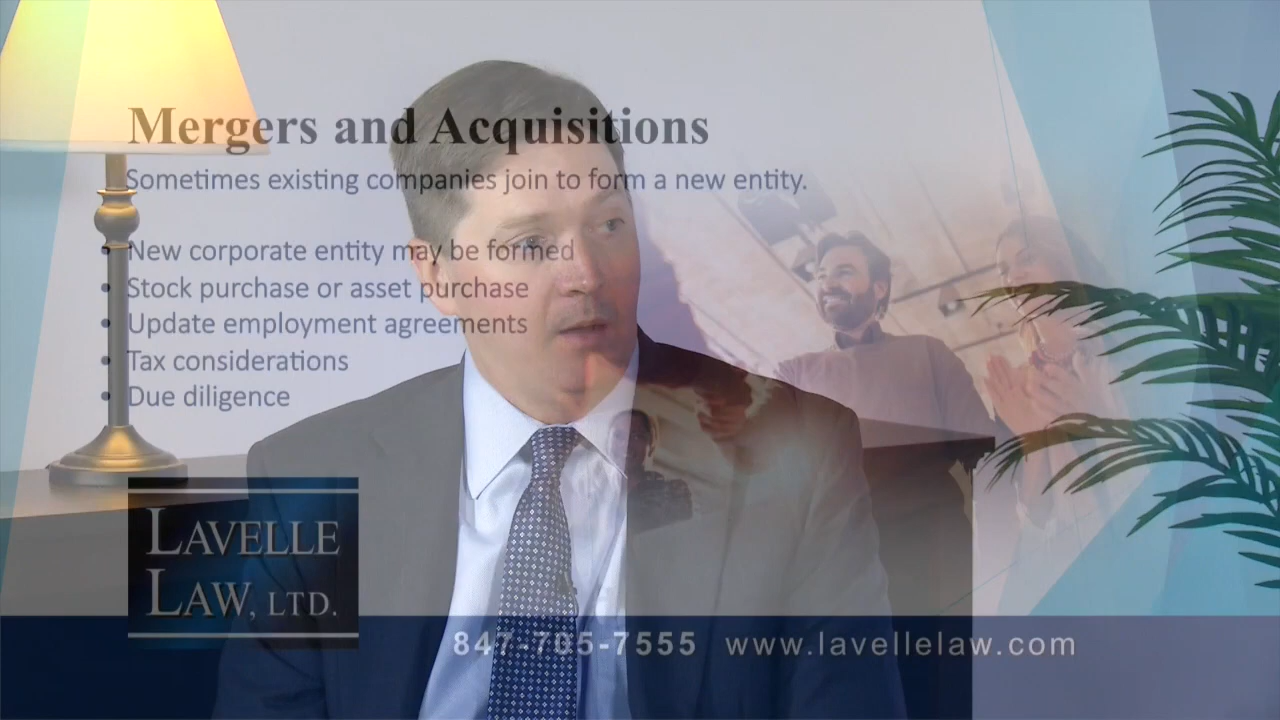 Mergers and Acquisitions
Sometimes existing companies join to form a new entity.
• New corporate entity may be formed
• Stock purchase or asset purchase
• Update employment agreements
• Tax considerations
• Due diligence
LAVELLE
LAW, LTD.
847-705-7555 www.lavellelaw.com